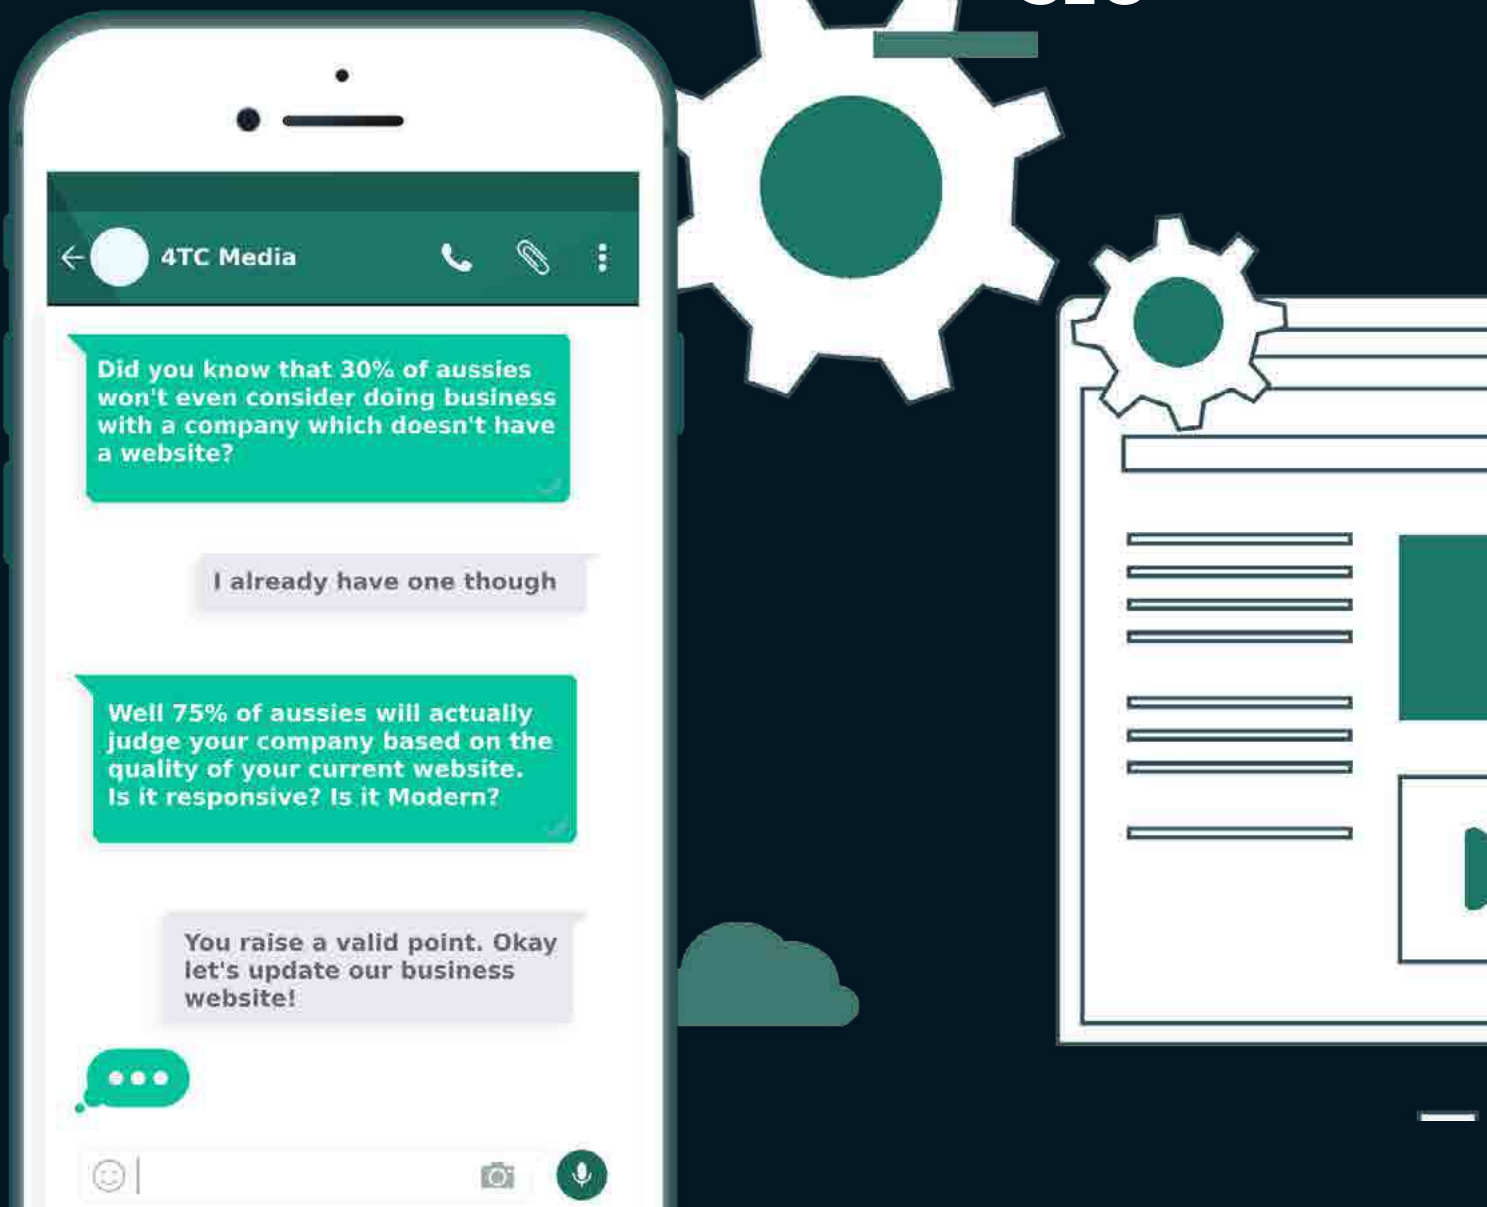 4TC Media
Did you know that 30% of aussies
won't even consider doing business
with a company which doesn't have
a website?
I already have one though
Well 75% of aussies will actually
judge your company based on the
quality of your current website.
Is it responsive? Is it Modern?
You raise a valid point. Okay
let's update our business
website!